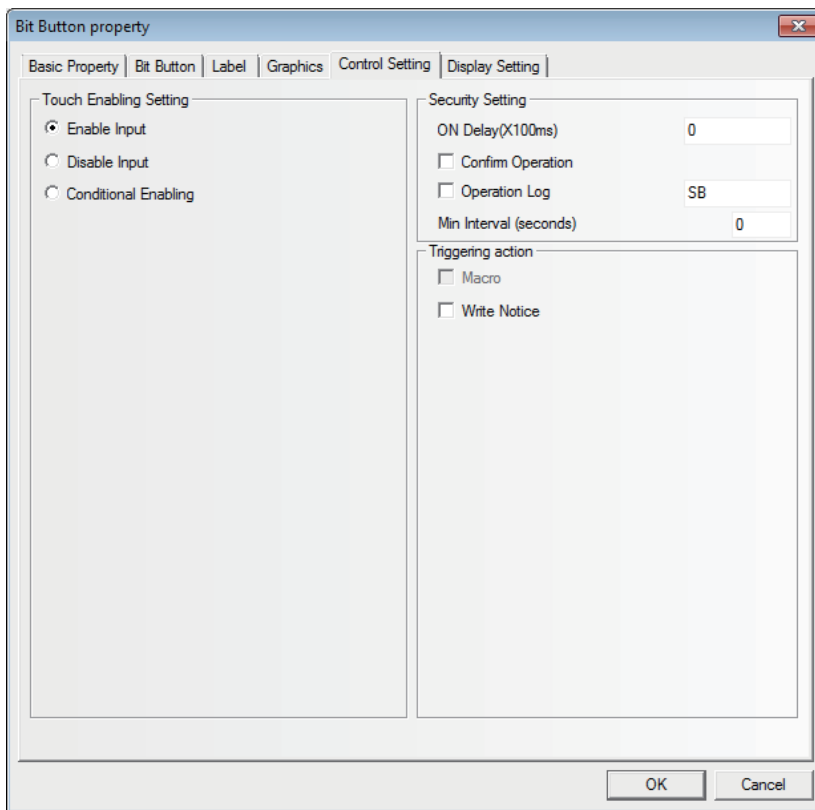 Bit Button property
Basic Property Bit Button Label Graphics Control Setting Display Setting
Touch Enabling Setting
Enable Input
Disable Input
Conditional Enabling
Security Setting
ON Delay(X100ms) 0
Confirm Operation
Operation Log SB
Min Interval (seconds) 0
Triggering action
Macro
Write Notice
OK Cancel